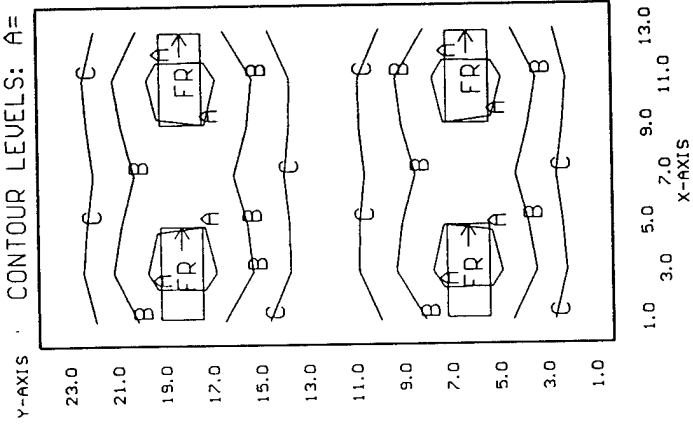 CONTOUR LEVELS: A=
Y-AXIS
23.0
21.0
19.0
17.0
15.0
13.0
11.0
9.0
7.0
5.0
3.0
1.0
C C
B B
A A
FR→ FR→
A A
B B B
C C
C C
B B B
A A
FR→ FR→
A A
B B
C C
1.0 3.0 5.0 7.0 9.0 11.0 13.0
X-AXIS